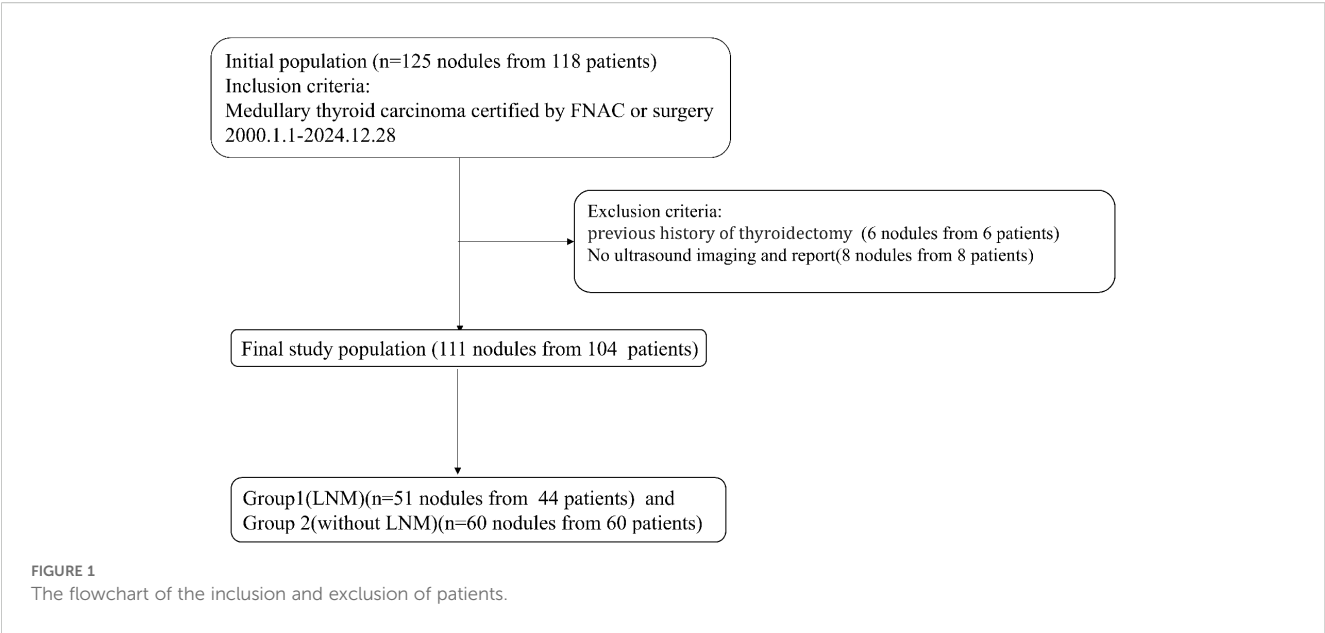 Initial population (n=125 nodules from 118 patients)
Inclusion criteria:
Medullary thyroid carcinoma certified by FNAC or surgery
2000.1.1-2024.12.28
Exclusion criteria:
previous history of thyroidectomy (6 nodules from 6 patients)
No ultrasound imaging and report(8 nodules from 8 patients)
Final study population (111 nodules from 104 patients)
Group1(LNM)(n=51 nodules from 44 patients) and
Group 2(without LNM)(n=60 nodules from 60 patients)
FIGURE 1
The flowchart of the inclusion and exclusion of patients.